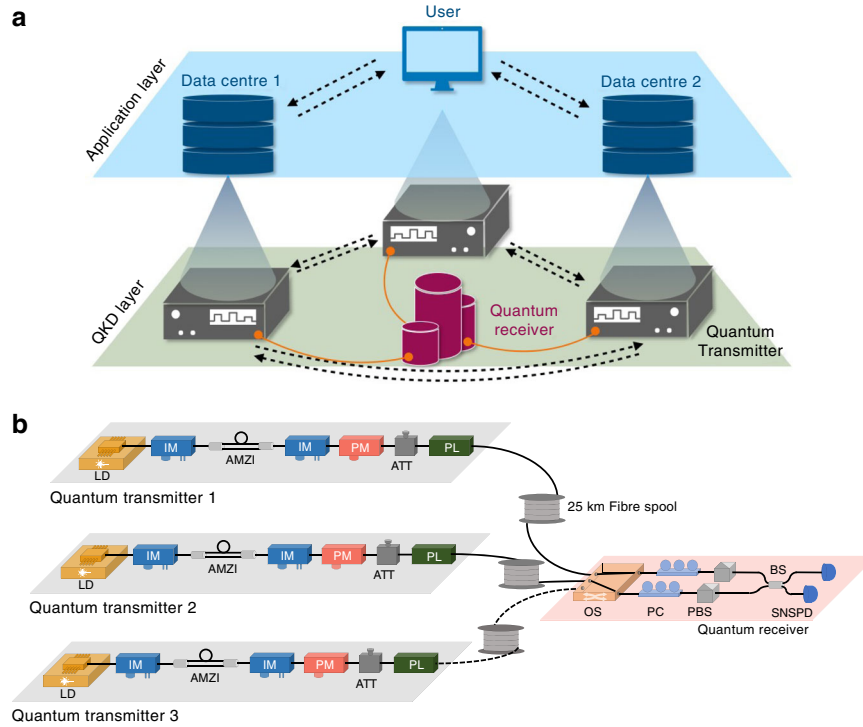 a
User
Data centre 1
Data centre 2
Application layer
QKD layer
Quantum
receiver
Quantum
Transmitter
b
IM
AMZI
IM
PM
ATT
PL
LD
Quantum transmitter 1
25 km Fibre spool
IM
AMZI
IM
PM
ATT
PL
LD
Quantum transmitter 2
OS
PC
PBS
BS
SNSPD
Quantum receiver
IM
AMZI
IM
PM
ATT
PL
LD
Quantum transmitter 3